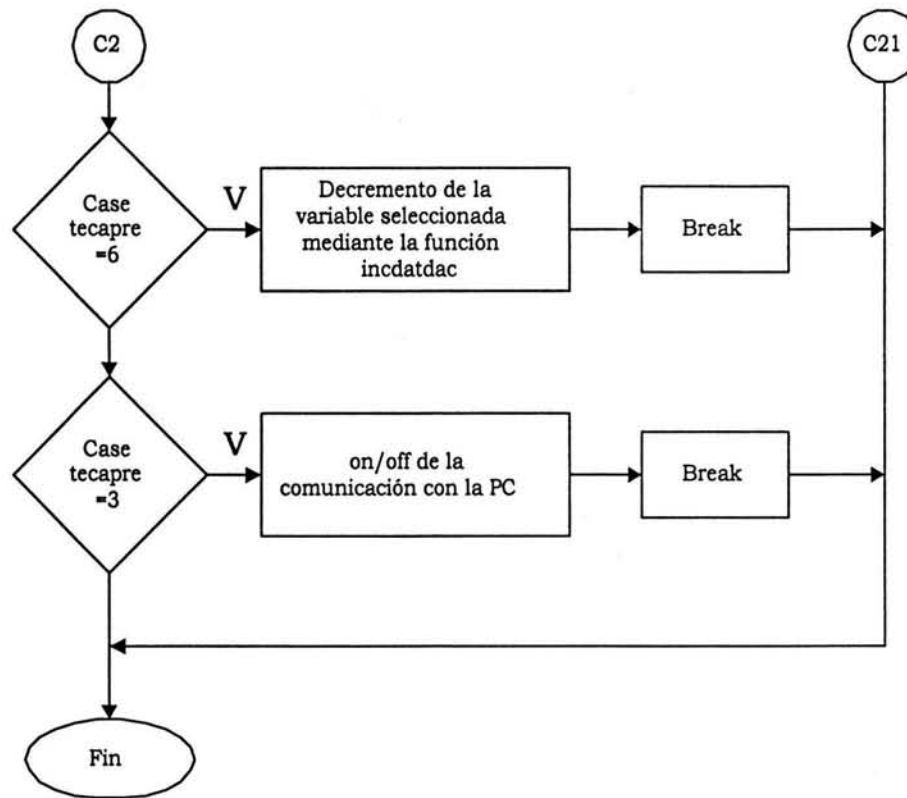 C2
C21
Case
tecapre
=6
V
Decremento de la
variable seleccionada
mediante la función
incdatdac
Break
Case
tecapre
=3
V
on/off de la
comunicación con la PC
Break
Fin